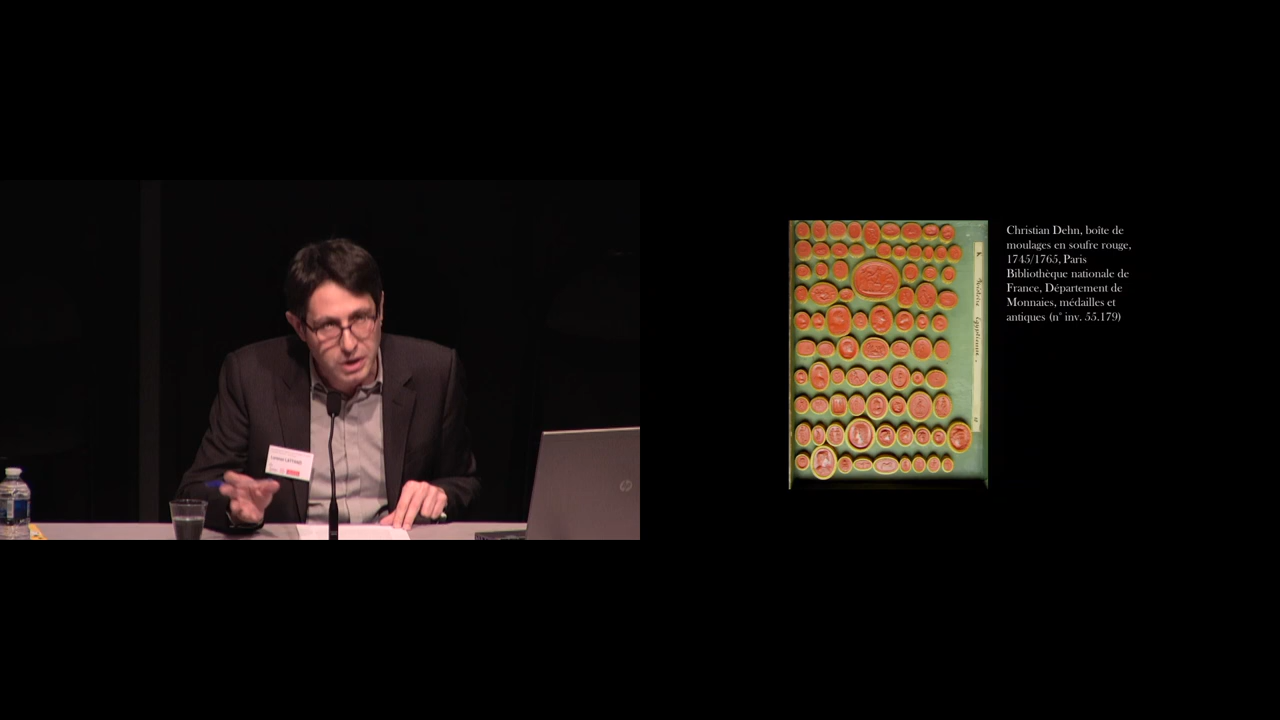 Christian Dehn, boîte de
moulages en soufre rouge,
1745/1765, Paris
Bibliothèque nationale de
France, Département de
Monnaies, médailles et
antiques (n° inv. 55.179)
hp